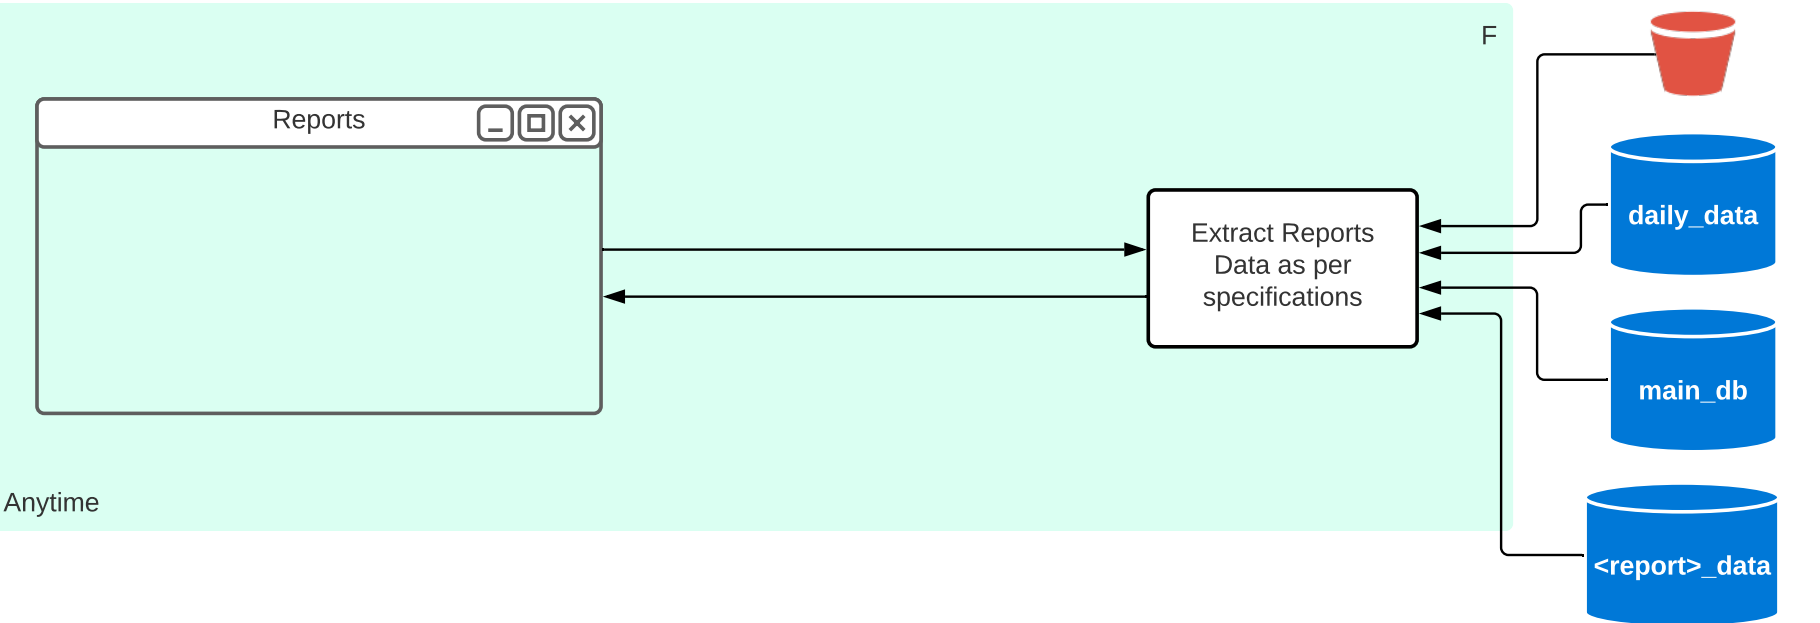 F
Reports
Extract Reports
Data as per
specifications
daily_data
main_db
Anytime
<report>_data